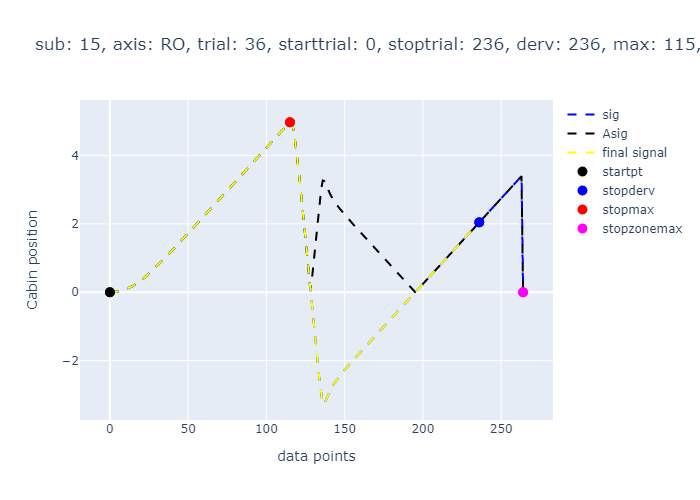 sub: 15, axis: RO, trial: 36, starttrial: 0, stoptrial: 236, derv: 236, max: 115,
sig
Asig
final signal
startpt
stopderv
stopmax
stopzonemax
Cabin position
4
2
0
−2
0
50
100
150
200
250
data points